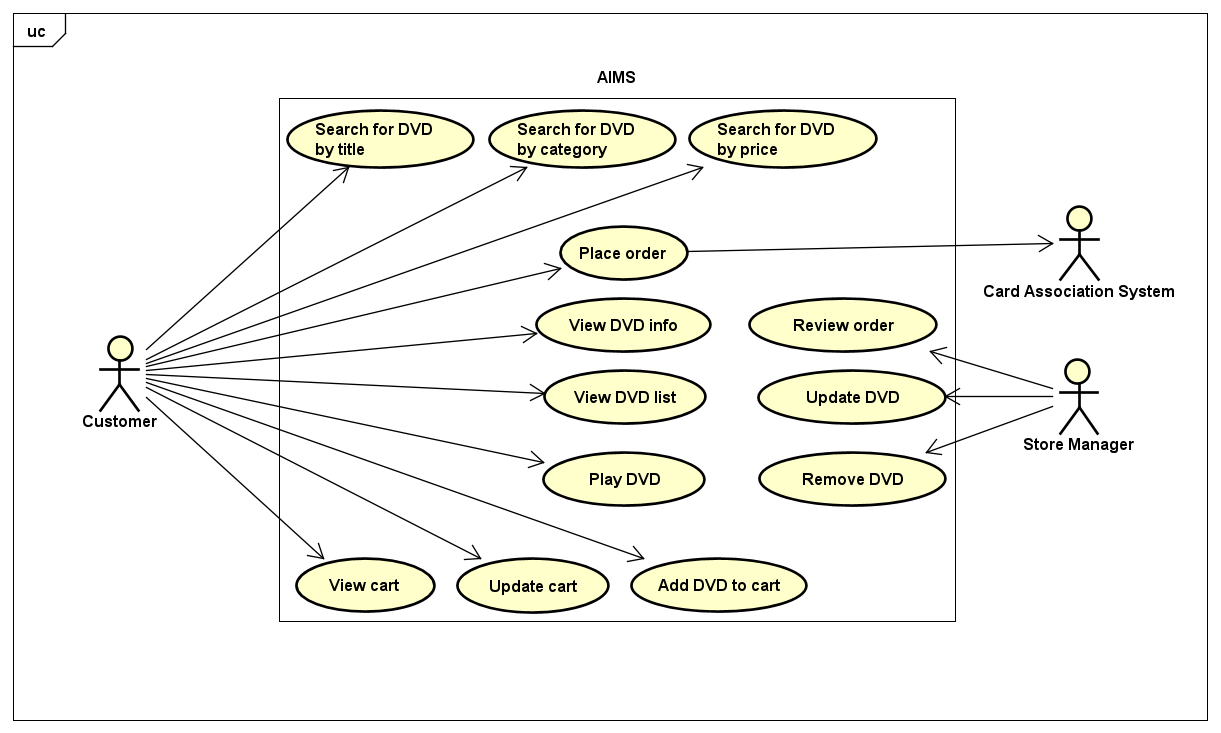 uc
AIMS
Search for DVD
by title
Search for DVD
by category
Search for DVD
by price
Place order
Card Association System
View DVD info
Review order
Customer
View DVD list
Update DVD
Store Manager
Play DVD
Remove DVD
View cart
Update cart
Add DVD to cart